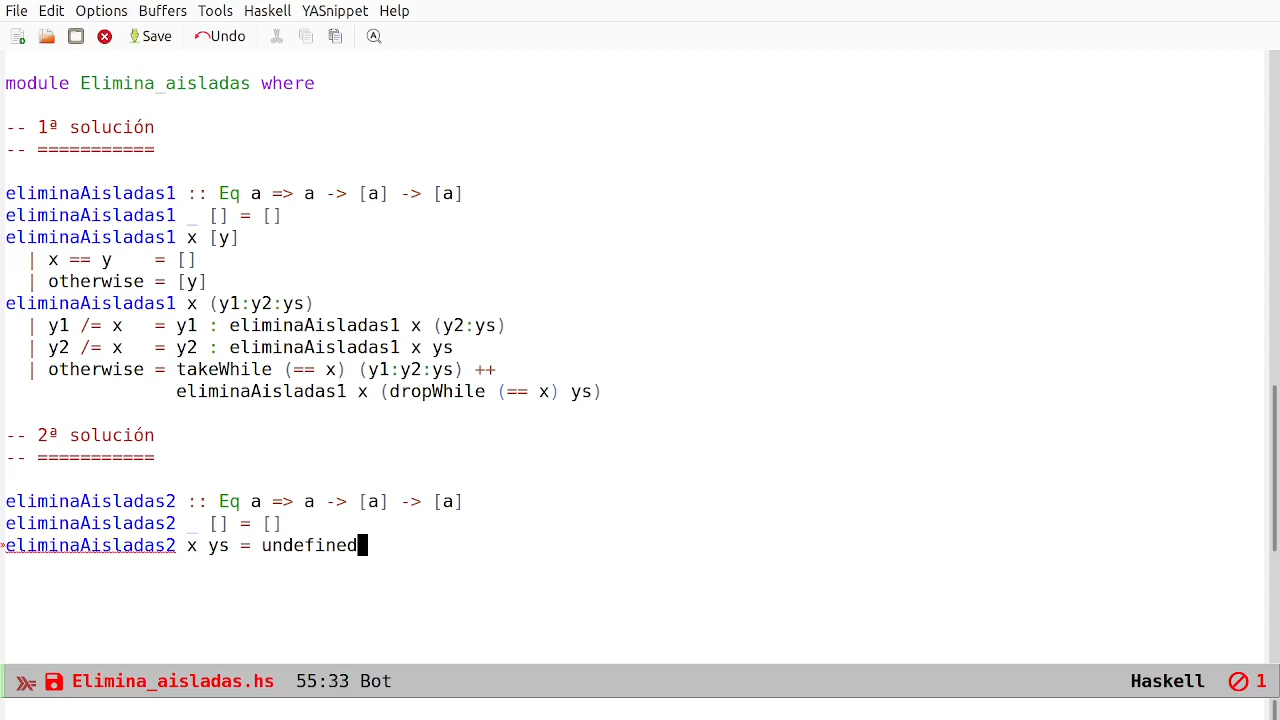 File Edit Options Buffers Tools Haskell YASnippet Help
Save Undo
module Elimina_aisladas where
-- 1ª solución
-- ===========
eliminaAisladas1 :: Eq a => a -> [a] -> [a]
eliminaAisladas1 _ [] = []
eliminaAisladas1 x [y]
  | x == y    = []
  | otherwise = [y]
eliminaAisladas1 x (y1:y2:ys)
  | y1 /= x   = y1 : eliminaAisladas1 x (y2:ys)
  | y2 /= x   = y2 : eliminaAisladas1 x ys
  | otherwise = takeWhile (== x) (y1:y2:ys) ++
                eliminaAisladas1 x (dropWhile (== x) ys)
-- 2ª solución
-- ===========
eliminaAisladas2 :: Eq a => a -> [a] -> [a]
eliminaAisladas2 _ [] = []
eliminaAisladas2 x ys = undefined
Elimina_aisladas.hs 55:33 Bot Haskell 1